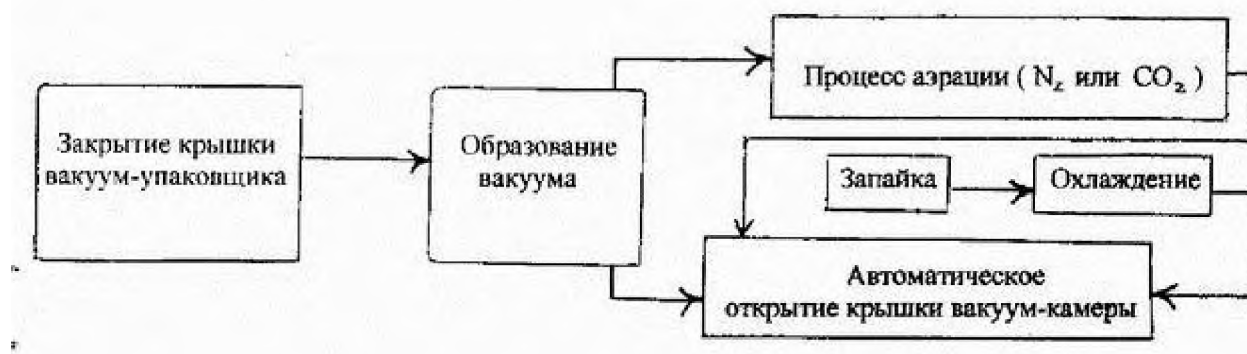 Закрытие крышки
вакуум-упаковщика
Образование
вакуума
Процесс аэрации ( N₂ или CO₂ )
Запайка
Охлаждение
Автоматическое
открытие крышки вакуум-камеры